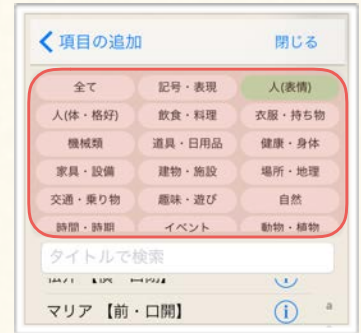 項目の追加 閉じる
全て 記号・表現 人(表情)
人(体・格好) 飲食・料理 衣服・持ち物
機械類 道具・日用品 健康・身体
家具・設備 建物・施設 場所・地理
交通・乗り物 趣味・遊び 自然
時間・時期 イベント 動物・植物
タイトルで検索
マリア 【前・口開】 a